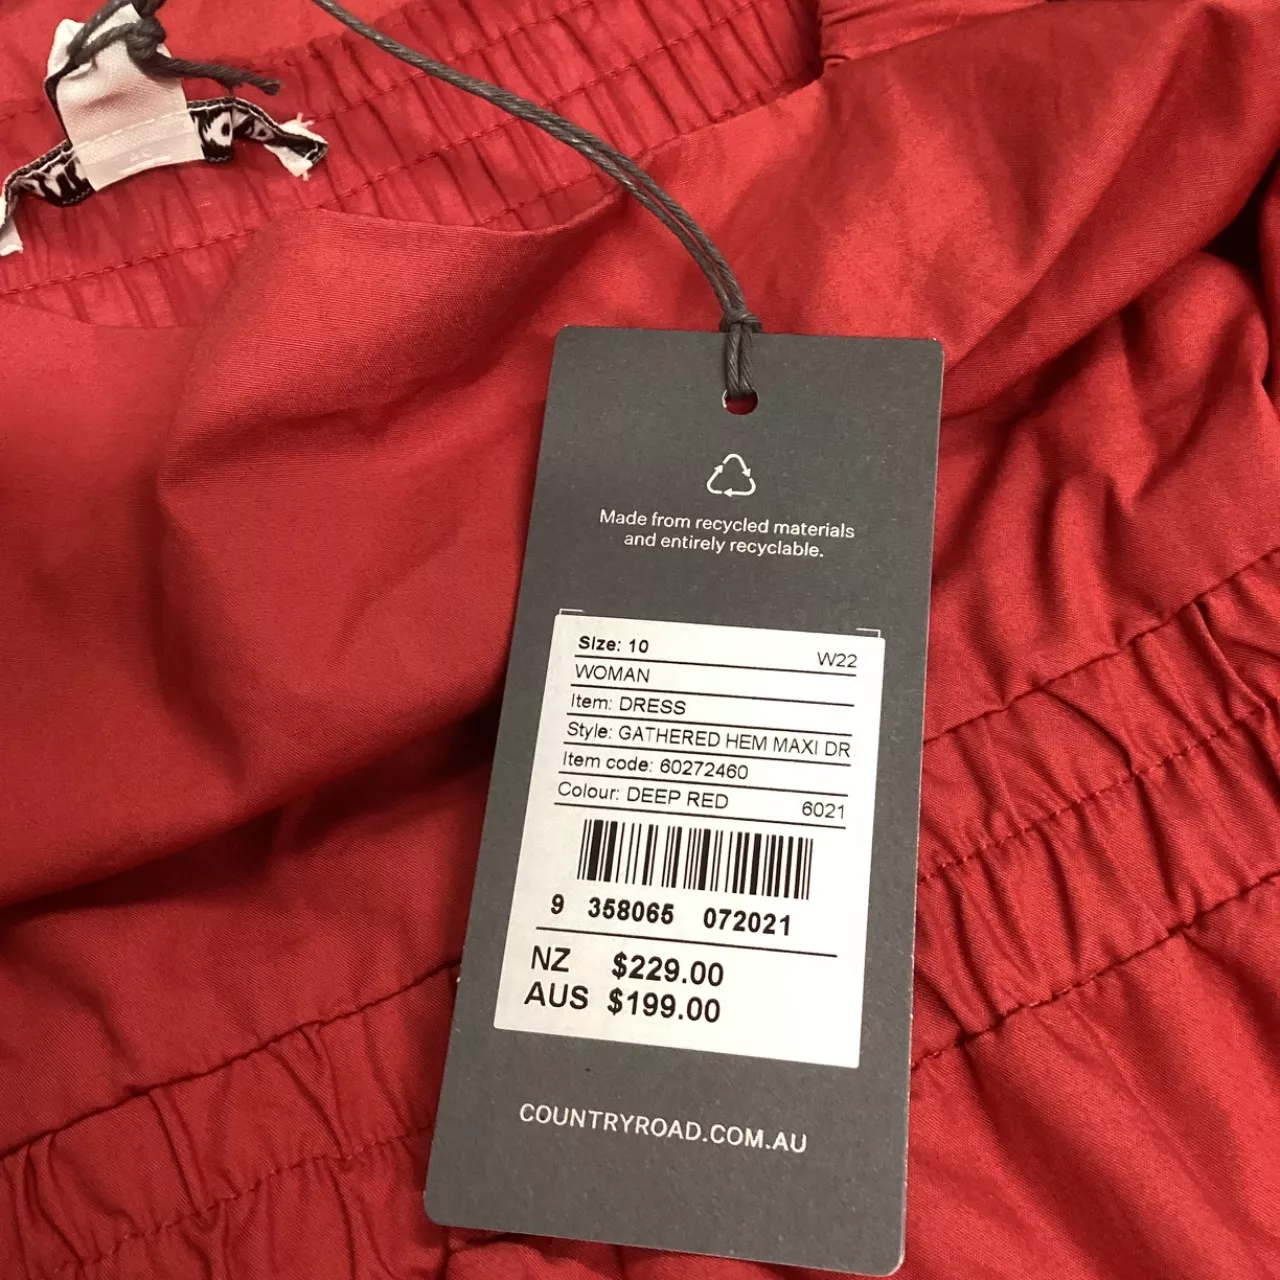 Made from recycled materials
and entirely recyclable.
Size: 10 W22
WOMAN
Item: DRESS
Style: GATHERED HEM MAXI DR
Item code: 60272460
Colour: DEEP RED 6021
9 358065 072021
NZ $229.00
AUS $199.00
COUNTRYROAD.COM.AU